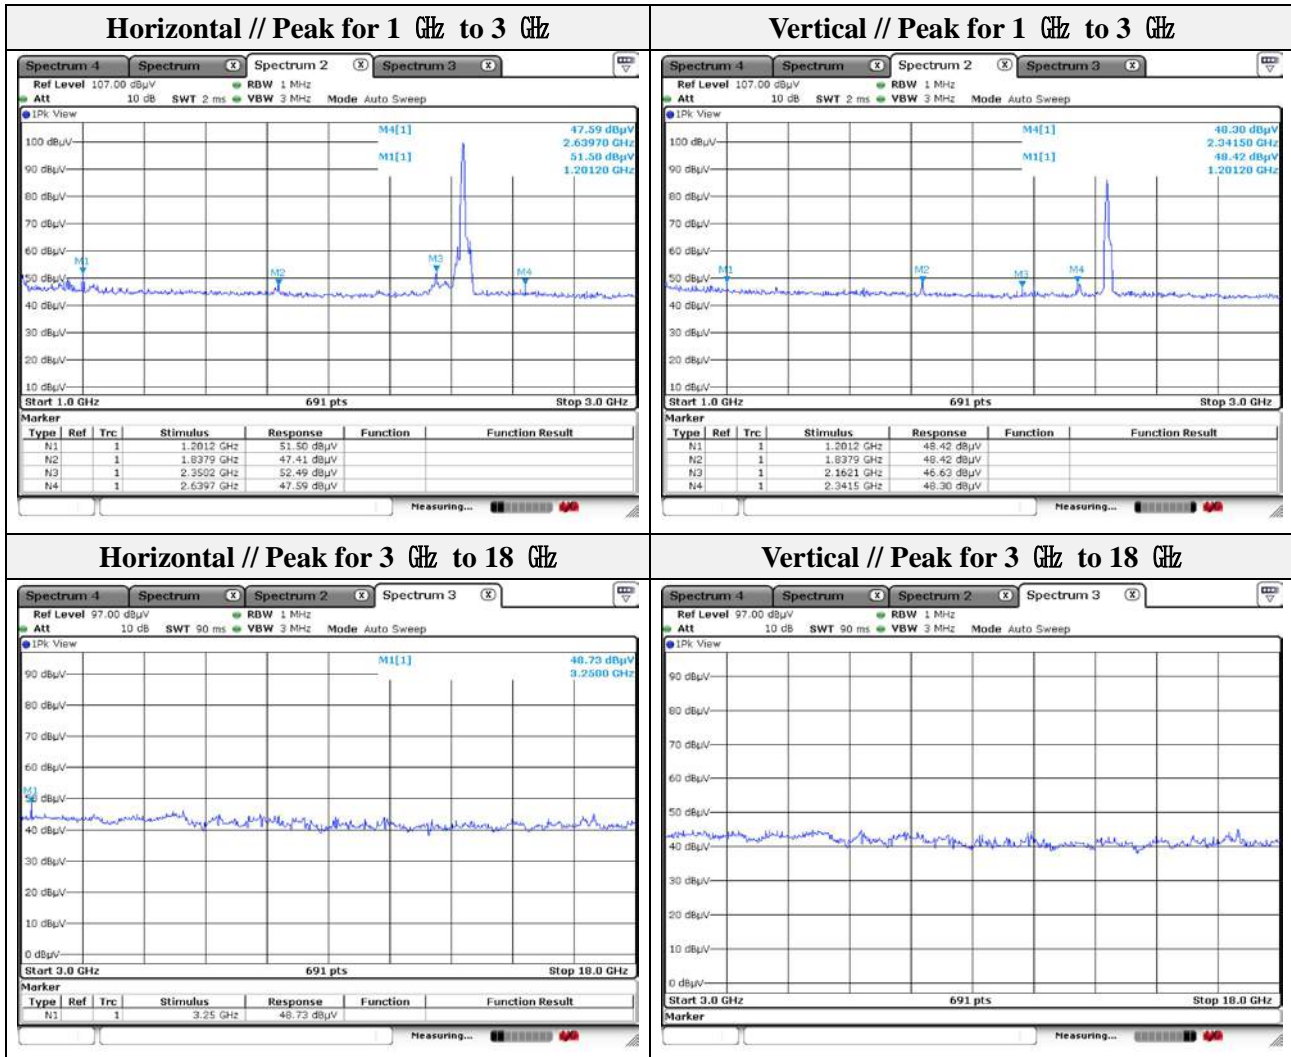 Horizontal // Peak for 1 ㎓ to 3 ㎓
Vertical // Peak for 1 ㎓ to 3 ㎓
Spectrum 4 Spectrum Spectrum 2 Spectrum 3
Ref Level 107.00 dBµV RBW 1 MHz
Att 10 dB SWT 2 ms VBW 3 MHz Mode Auto Sweep
1Pk View
M4[1] 47.59 dBµV
2.63970 GHz
M1[1] 51.50 dBµV
1.20120 GHz
100 dBµV
90 dBµV
80 dBµV
70 dBµV
60 dBµV
50 dBµV
40 dBµV
30 dBµV
20 dBµV
10 dBµV
M1 M2 M3 M4
Start 1.0 GHz 691 pts Stop 3.0 GHz
Marker
Type Ref Trc Stimulus Response Function Function Result
N1 1 1.2012 GHz 51.50 dBµV
N2 1 1.8379 GHz 47.41 dBµV
N3 1 2.3502 GHz 52.49 dBµV
N4 1 2.6397 GHz 47.59 dBµV
Measuring...
Spectrum 4 Spectrum Spectrum 2 Spectrum 3
Ref Level 107.00 dBµV RBW 1 MHz
Att 10 dB SWT 2 ms VBW 3 MHz Mode Auto Sweep
1Pk View
M4[1] 48.30 dBµV
2.34150 GHz
M1[1] 48.42 dBµV
1.20120 GHz
100 dBµV
90 dBµV
80 dBµV
70 dBµV
60 dBµV
50 dBµV
40 dBµV
30 dBµV
20 dBµV
10 dBµV
M1 M2 M3 M4
Start 1.0 GHz 691 pts Stop 3.0 GHz
Marker
Type Ref Trc Stimulus Response Function Function Result
N1 1 1.2012 GHz 48.42 dBµV
N2 1 1.8379 GHz 48.42 dBµV
N3 1 2.1621 GHz 46.63 dBµV
N4 1 2.3415 GHz 48.30 dBµV
Measuring...
Horizontal // Peak for 3 ㎓ to 18 ㎓
Vertical // Peak for 3 ㎓ to 18 ㎓
Spectrum 4 Spectrum Spectrum 2 Spectrum 3
Ref Level 97.00 dBµV RBW 1 MHz
Att 10 dB SWT 90 ms VBW 3 MHz Mode Auto Sweep
1Pk View
M1[1] 48.73 dBµV
3.2500 GHz
90 dBµV
80 dBµV
70 dBµV
60 dBµV
M1
50 dBµV
40 dBµV
30 dBµV
20 dBµV
10 dBµV
0 dBµV
Start 3.0 GHz 691 pts Stop 18.0 GHz
Marker
Type Ref Trc Stimulus Response Function Function Result
N1 1 3.25 GHz 48.73 dBµV
Measuring...
Spectrum 4 Spectrum Spectrum 2 Spectrum 3
Ref Level 97.00 dBµV RBW 1 MHz
Att 10 dB SWT 90 ms VBW 3 MHz Mode Auto Sweep
1Pk View
90 dBµV
80 dBµV
70 dBµV
60 dBµV
50 dBµV
40 dBµV
30 dBµV
20 dBµV
10 dBµV
0 dBµV
Start 3.0 GHz 691 pts Stop 18.0 GHz
Marker
Measuring...